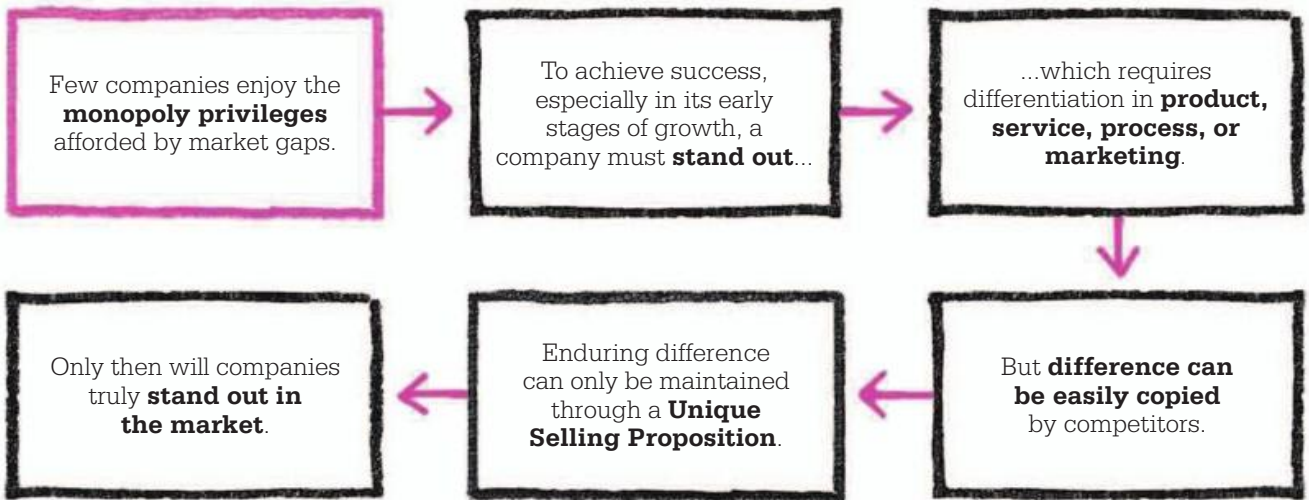 Few companies enjoy the
monopoly privileges
afforded by market gaps.
To achieve success,
especially in its early
stages of growth, a
company must stand out...
...which requires
differentiation in product,
service, process, or
marketing.
But difference can
be easily copied
by competitors.
Enduring difference
can only be maintained
through a Unique
Selling Proposition.
Only then will companies
truly stand out in
the market.